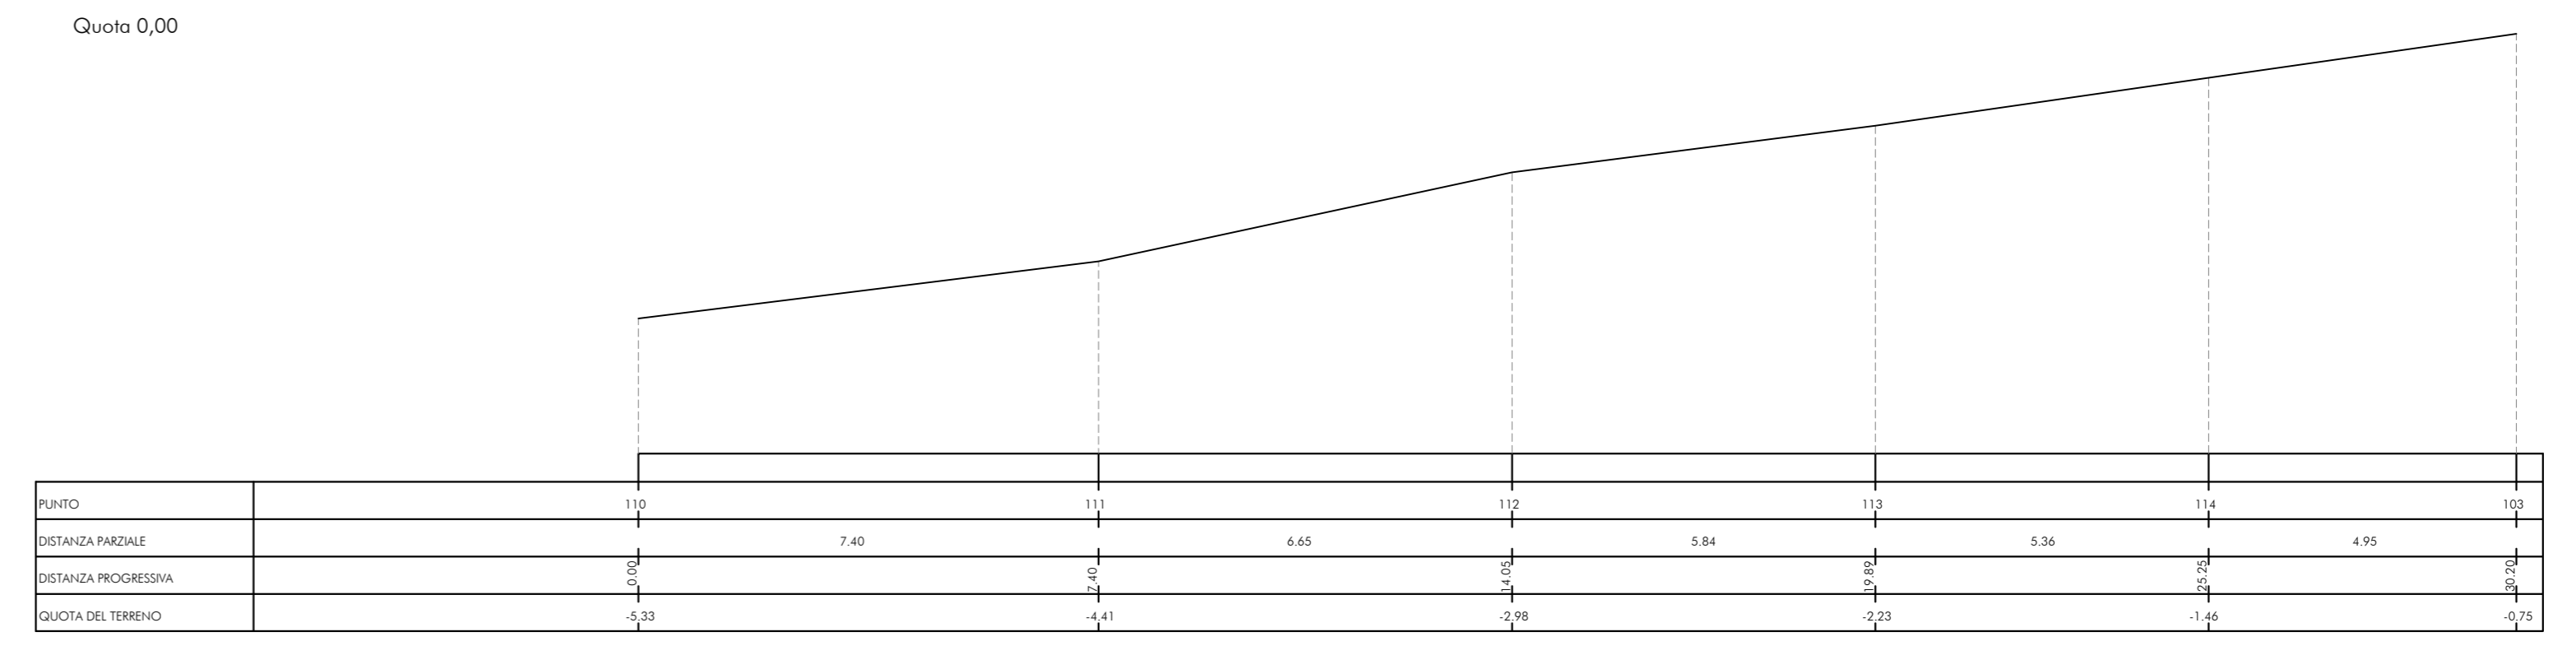 Quota 0,00
PUNTO 110 111 112 113 114 103
DISTANZA PARZIALE 7.40 6.65 5.84 5.36 4.95
DISTANZA PROGRESSIVA 0.00 7.40 14.05 19.89 25.25 30.20
QUOTA DEL TERRENO -5.33 -4.41 -2.98 -2.23 -1.46 -0.75